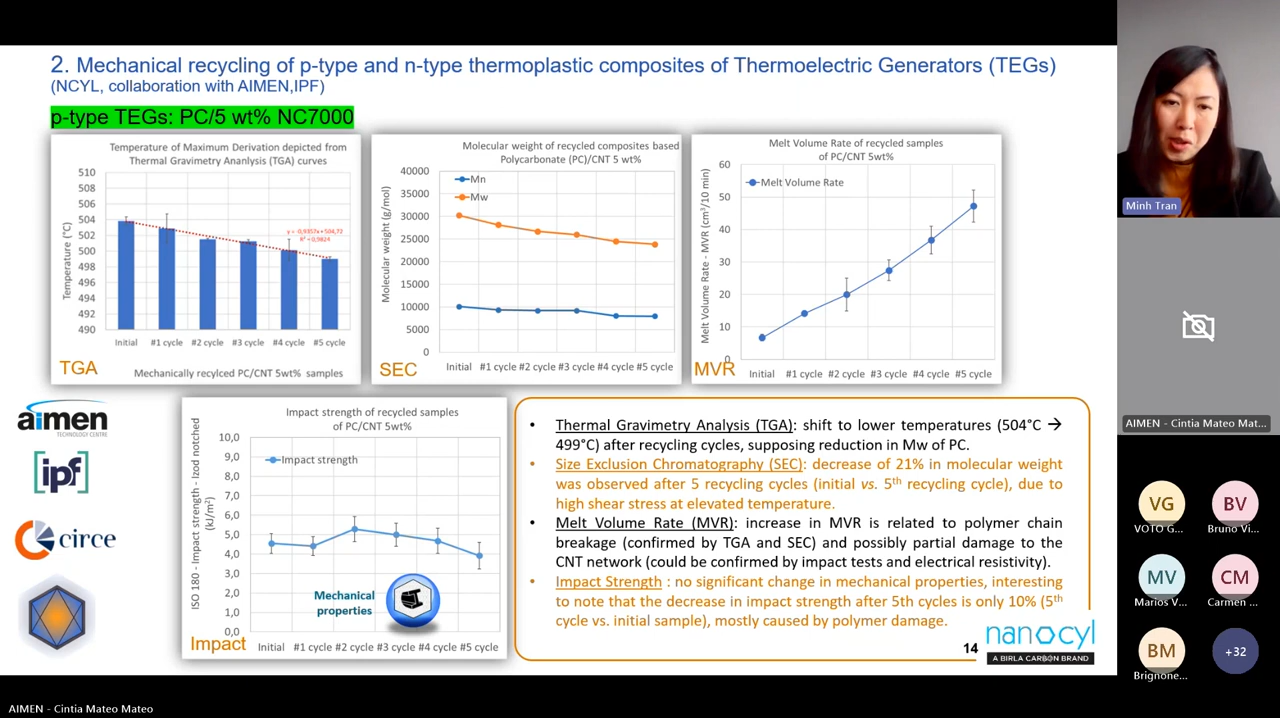 2. Mechanical recycling of p-type and n-type thermoplastic composites of Thermoelectric Generators (TEGs)
(NCYL, collaboration with AIMEN,IPF)
p-type TEGs: PC/5 wt% NC7000
Temperature of Maximum Derivation depicted from
Thermal Gravimetry Ananlysis (TGA) curves
Temperature (°C)
510
508
506
504
502
500
498
496
494
492
490
y = -0,9357x+504,72
R² = 0,9824
Initial #1 cycle #2 cycle #3 cycle #4 cycle #5 cycle
TGA
Mechanically recylced PC/CNT 5wt% samples
Molecular weight of recycled composites based
Polycarbonate (PC)/CNT 5 wt%
Molecular weight (g/mol)
40000
35000
30000
25000
20000
15000
10000
5000
0
Mn
Mw
Initial #1 cycle #2 cycle #3 cycle #4 cycle #5 cycle
SEC
Melt Volume Rate of recycled samples
of PC/CNT 5wt%
Melt Volume Rate - MVR (cm³/10 min)
60
50
40
30
20
10
0
Melt Volume Rate
Initial #1 cycle #2 cycle #3 cycle #4 cycle #5 cycle
MVR
Impact strength of recycled samples
of PC/CNT 5wt%
ISO 180 - Impact strength - Izod notched
(kJ/m²)
10,0
9,0
8,0
7,0
6,0
5,0
4,0
3,0
2,0
1,0
0,0
Impact strength
Mechanical
properties
Initial #1 cycle #2 cycle #3 cycle #4 cycle #5 cycle
Impact
• Thermal Gravimetry Analysis (TGA): shift to lower temperatures (504°C →
499°C) after recycling cycles, supposing reduction in Mw of PC.
• Size Exclusion Chromatography (SEC): decrease of 21% in molecular weight
was observed after 5 recycling cycles (initial vs. 5th recycling cycle), due to
high shear stress at elevated temperature.
• Melt Volume Rate (MVR): increase in MVR is related to polymer chain
breakage (confirmed by TGA and SEC) and possibly partial damage to the
CNT network (could be confirmed by impact tests and electrical resistivity).
• Impact Strength : no significant change in mechanical properties, interesting
to note that the decrease in impact strength after 5th cycles is only 10% (5th
cycle vs. initial sample), mostly caused by polymer damage.
14
nanocyl
A BIRLA CARBON BRAND
aimen
TECHNOLOGY CENTRE
[ipf]
circe
Minh Tran
AIMEN - Cintia Mateo Mat...
VG
VOTO G...
BV
Bruno Vi...
MV
Marios V...
CM
Carmen ...
BM
Brignone...
+32
AIMEN - Cintia Mateo Mateo